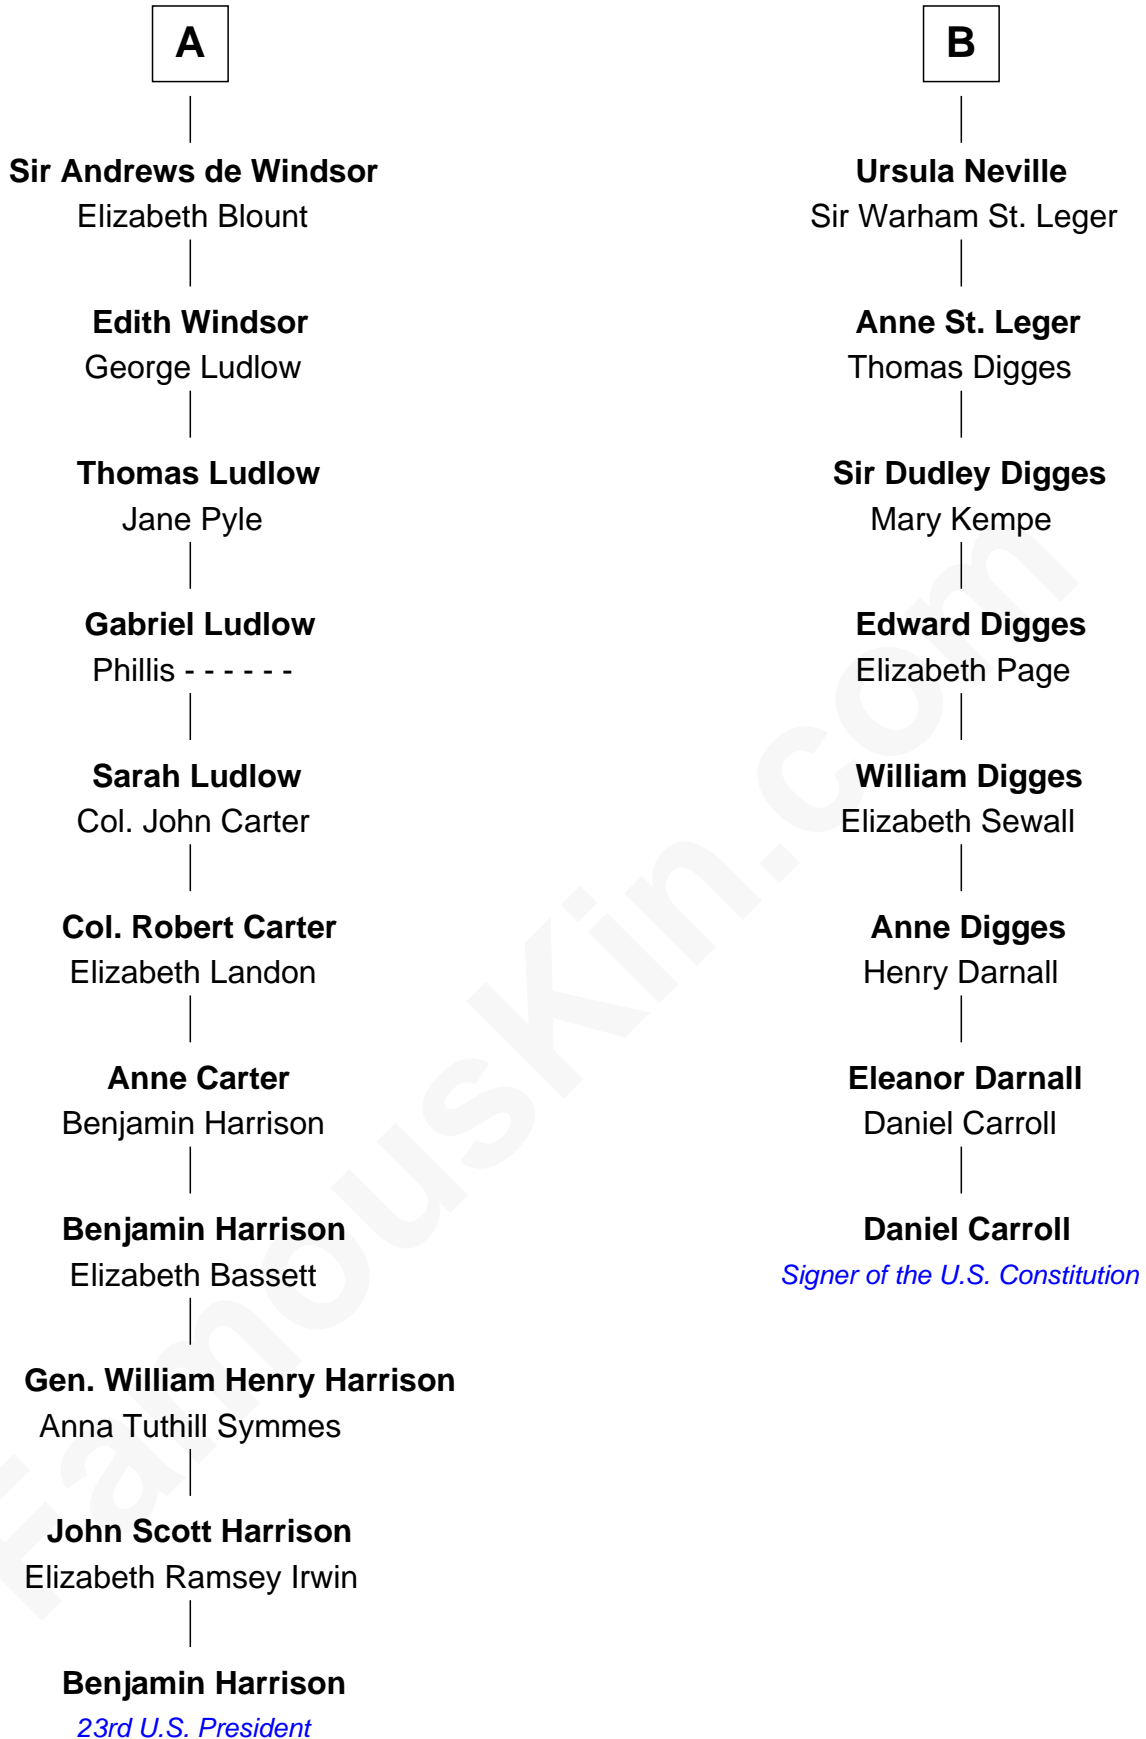 A
Sir Andrews de Windsor
Elizabeth Blount
Edith Windsor
George Ludlow
Thomas Ludlow
Jane Pyle
Gabriel Ludlow
Phillis - - - - - -
Sarah Ludlow
Col. John Carter
Col. Robert Carter
Elizabeth Landon
Anne Carter
Benjamin Harrison
Benjamin Harrison
Elizabeth Bassett
Gen. William Henry Harrison
Anna Tuthill Symmes
John Scott Harrison
Elizabeth Ramsey Irwin
Benjamin Harrison
23rd U.S. President
B
Ursula Neville
Sir Warham St. Leger
Anne St. Leger
Thomas Digges
Sir Dudley Digges
Mary Kempe
Edward Digges
Elizabeth Page
William Digges
Elizabeth Sewall
Anne Digges
Henry Darnall
Eleanor Darnall
Daniel Carroll
Daniel Carroll
Signer of the U.S. Constitution
FamousKin.com